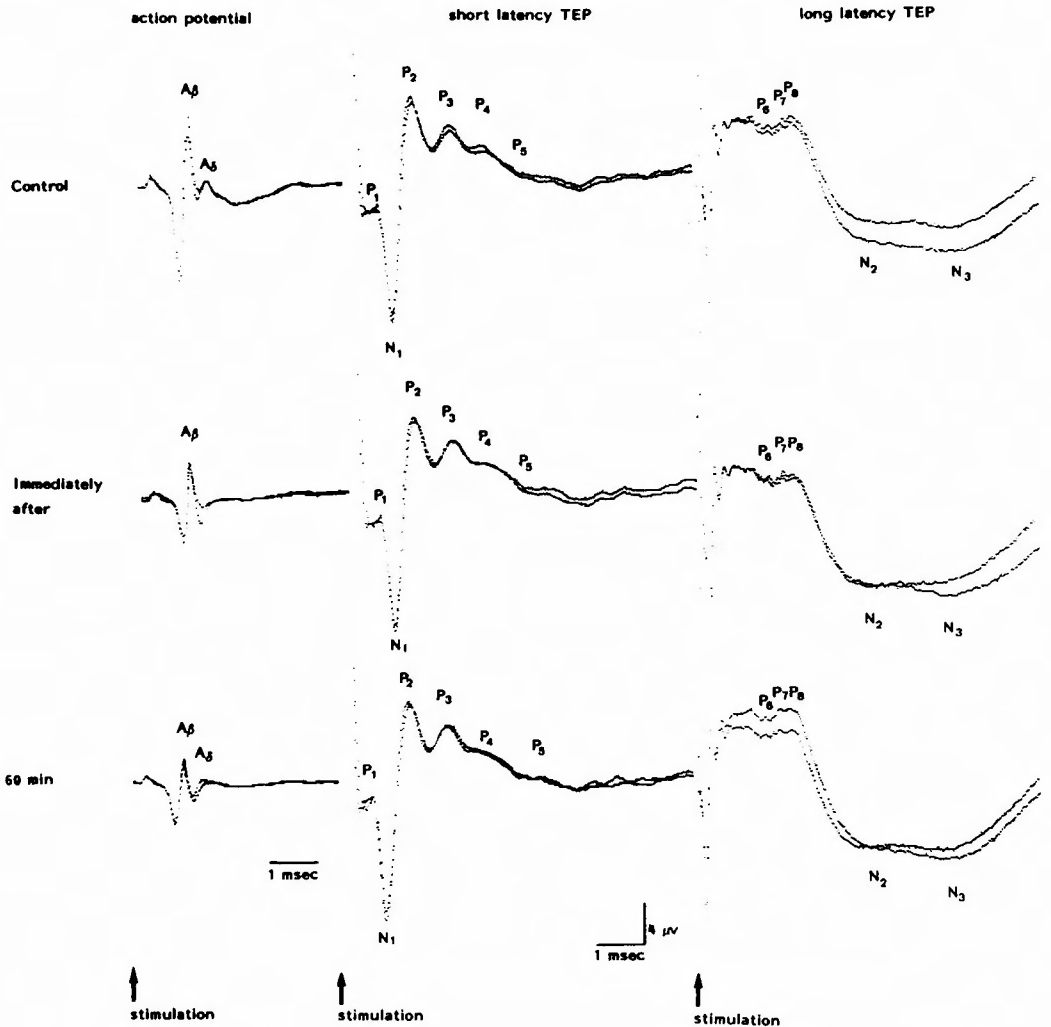 action potential
short latency TEP
long latency TEP
Control
Aβ
Aδ
P1
N1
P2
P3
P4
P5
P6
P7
P8
N2
N3
Immediately
after
Aβ
P1
N1
P2
P3
P4
P5
P6
P7
P8
N2
N3
60 min
Aβ
Aδ
P1
N1
P2
P3
P4
P5
P6
P7
P8
N2
N3
1 msec
4 μv
1 msec
stimulation
stimulation
stimulation